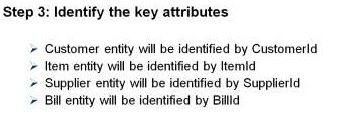 Step 3: Identify the key attributes
➢ Customer entity will be identified by CustomerId
➢ Item entity will be identified by ItemId
➢ Supplier entity will be identified by SupplierId
➢ Bill entity will be identified by BillId